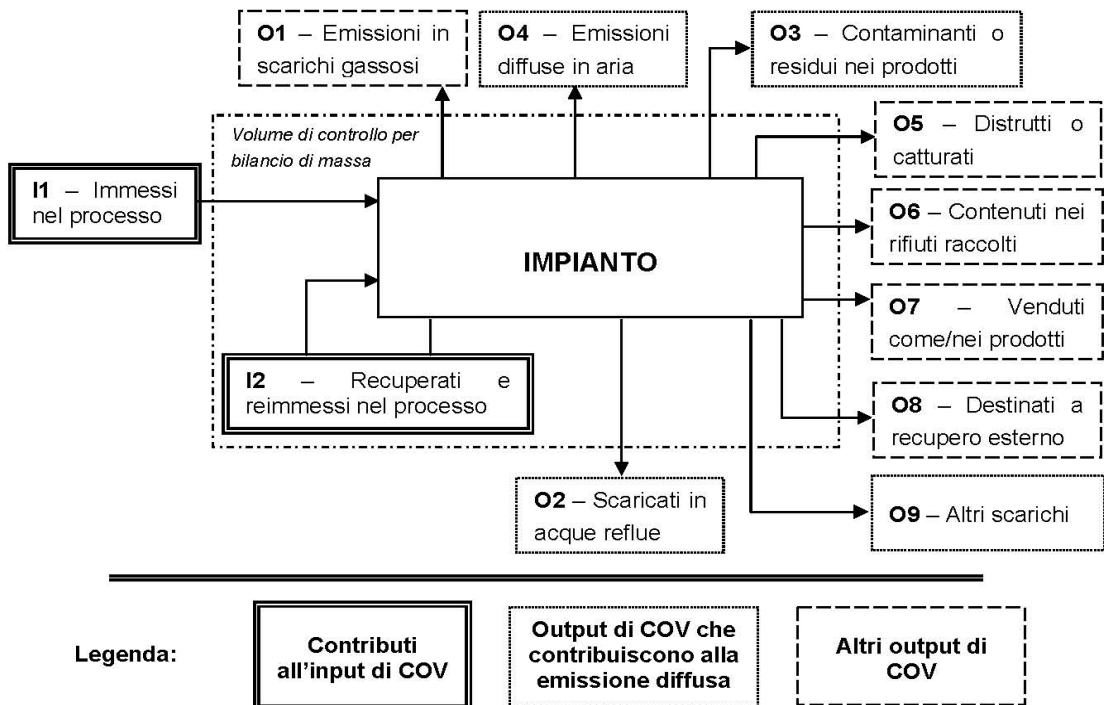 O1 – Emissioni in
scarichi gassosi
O4 – Emissioni
diffuse in aria
O3 – Contaminanti o
residui nei prodotti
Volume di controllo per
bilancio di massa
O5 – Distrutti o
catturati
I1 – Immessi
nel processo
O6 – Contenuti nei
rifiuti raccolti
IMPIANTO
O7 – Venduti
come/nei prodotti
I2 – Recuperati e
reimmessi nel processo
O8 – Destinati a
recupero esterno
O2 – Scaricati in
acque reflue
O9 – Altri scarichi
Legenda:
Contributi
all'input di COV
Output di COV che
contribuiscono alla
emissione diffusa
Altri output di
COV